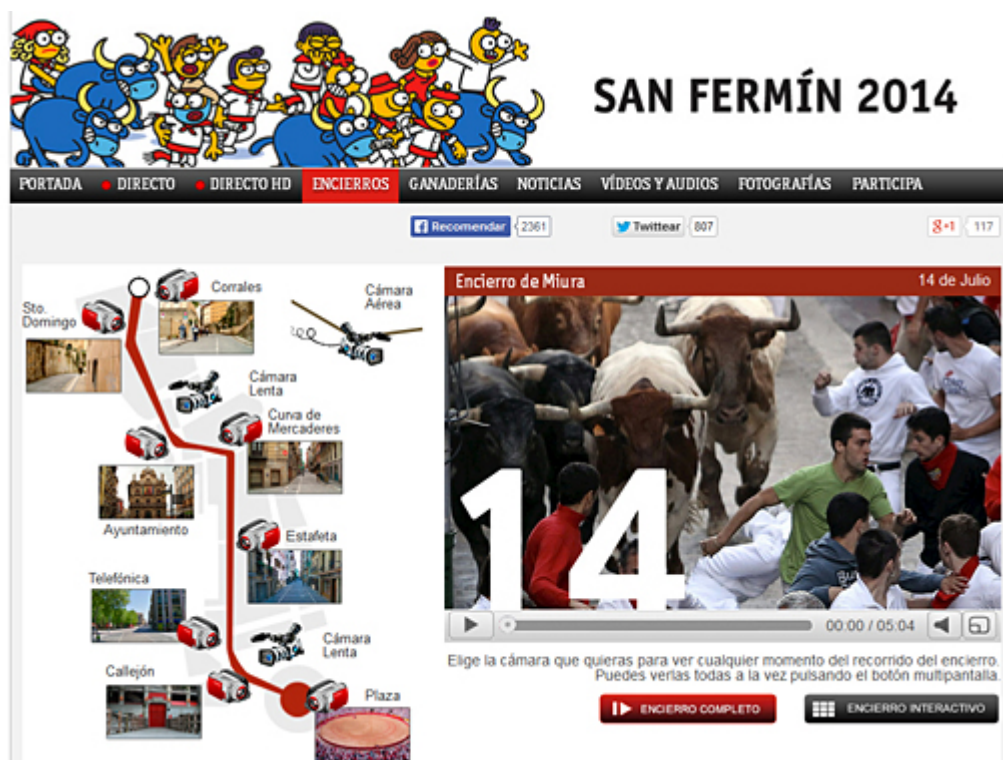 SAN FERMÍN 2014
PORTADA DIRECTO DIRECTO HD ENCIERROS GANADERÍAS NOTICIAS VÍDEOS Y AUDIOS FOTOGRAFÍAS PARTICIPA
Recomendar 2361 Twittear 807 g+1 117
Corrales
Cámara
Aérea
Sto.
Domingo
Cámara
Lenta
Curva de
Mercaderes
Ayuntamiento
Estafeta
Telefónica
Cámara
Lenta
Callejón
Plaza
Encierro de Miura 14 de Julio
14
00:00 / 05:04
Elige la cámara que quieras para ver cualquier momento del recorrido del encierro.
Puedes verlas todas a la vez pulsando el botón multipantalla.
ENCIERRO COMPLETO ENCIERRO INTERACTIVO